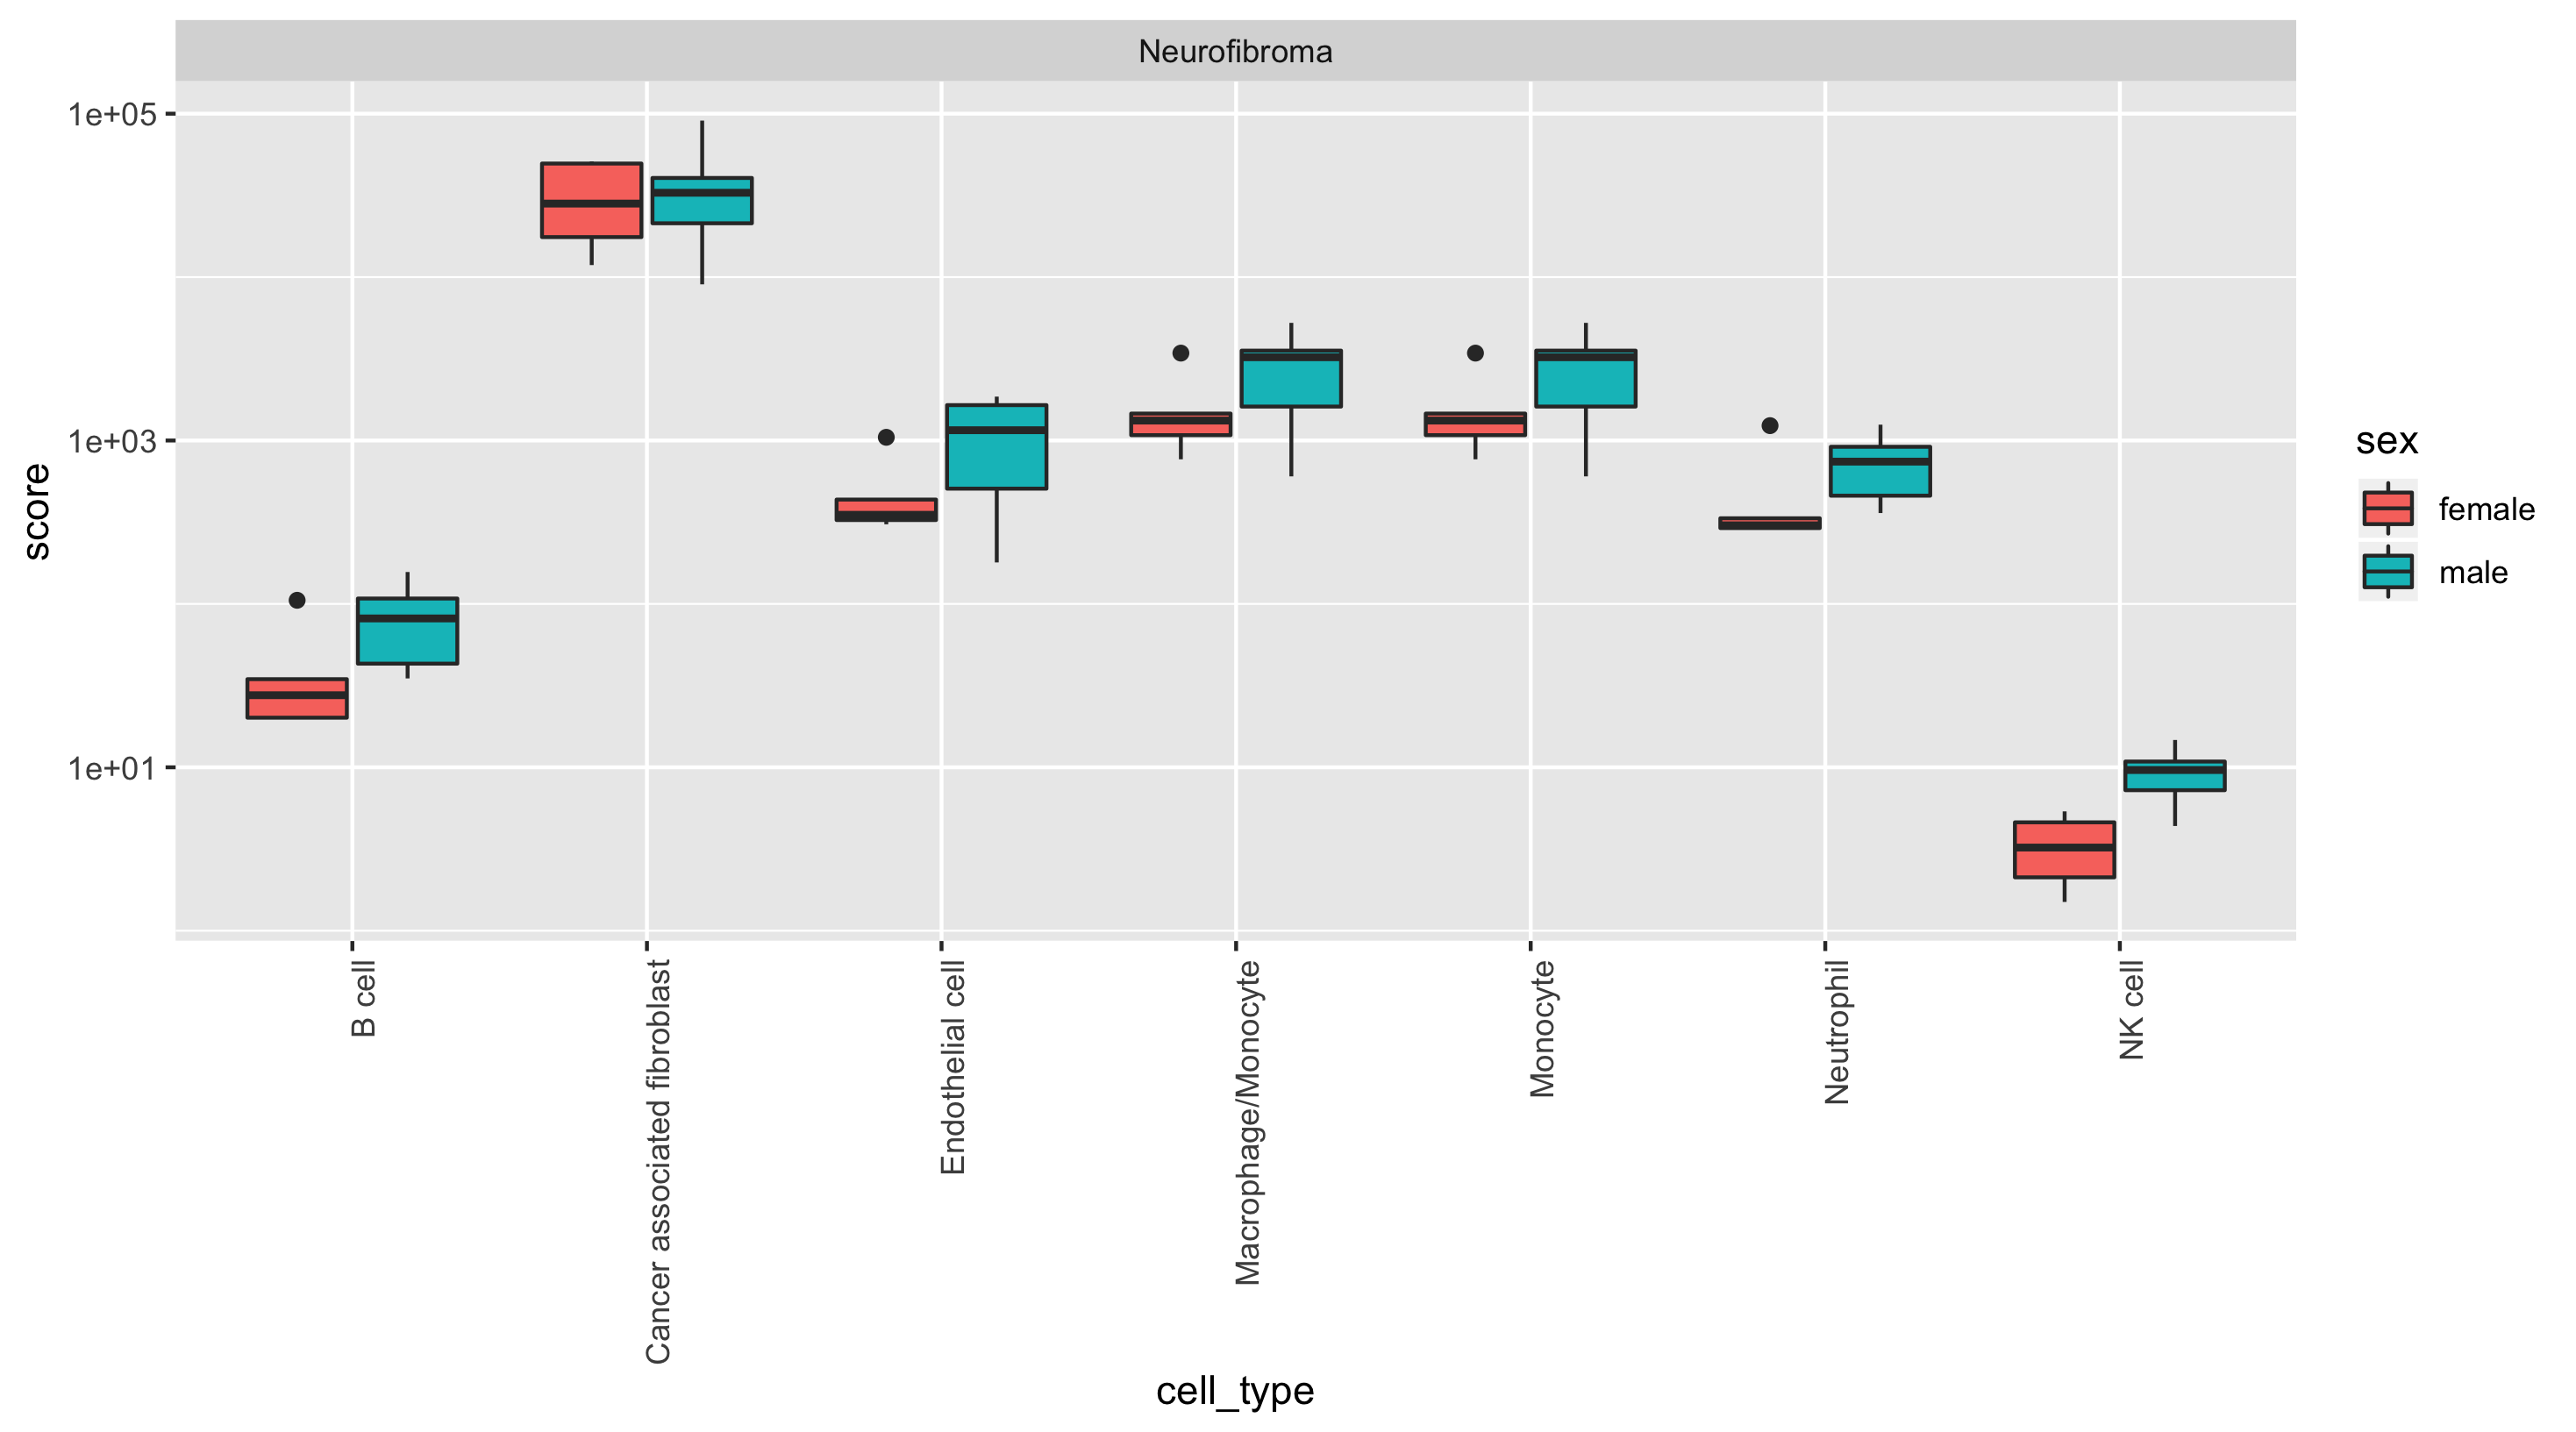 Neurofibroma
1e+05
1e+03
1e+01
score
B cell
Cancer associated fibroblast
Endothelial cell
Macrophage/Monocyte
Monocyte
Neutrophil
NK cell
cell_type
sex
female
male